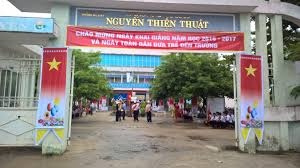 NGUYỄN THIỆN THUẬT
CHÀO MỪNG NGÀY KHAI GIẢNG NĂM HỌC 2016 - 2017
VÀ NGÀY TOÀN DÂN ĐƯA TRẺ ĐẾN TRƯỜNG